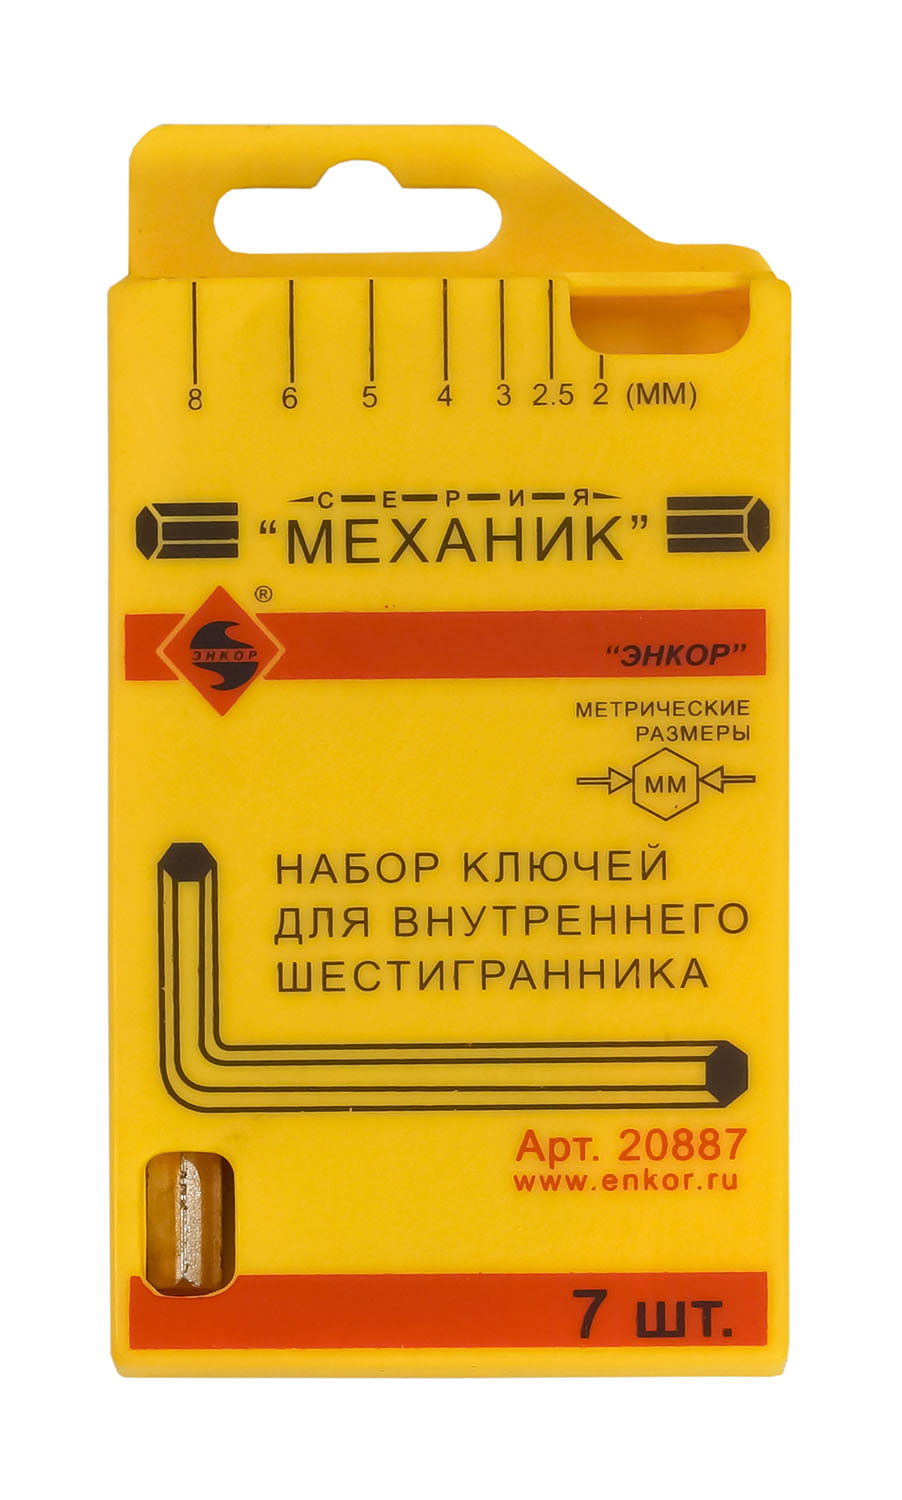 8 6 5 4 3 2.5 2 (ММ)
СЕРИЯ
“МЕХАНИК”
®
ЭНКОР
“ЭНКОР”
МЕТРИЧЕСКИЕ
РАЗМЕРЫ
ММ
НАБОР КЛЮЧЕЙ
ДЛЯ ВНУТРЕННЕГО
ШЕСТИГРАННИКА
Арт. 20887
www.enkor.ru
7 шт.